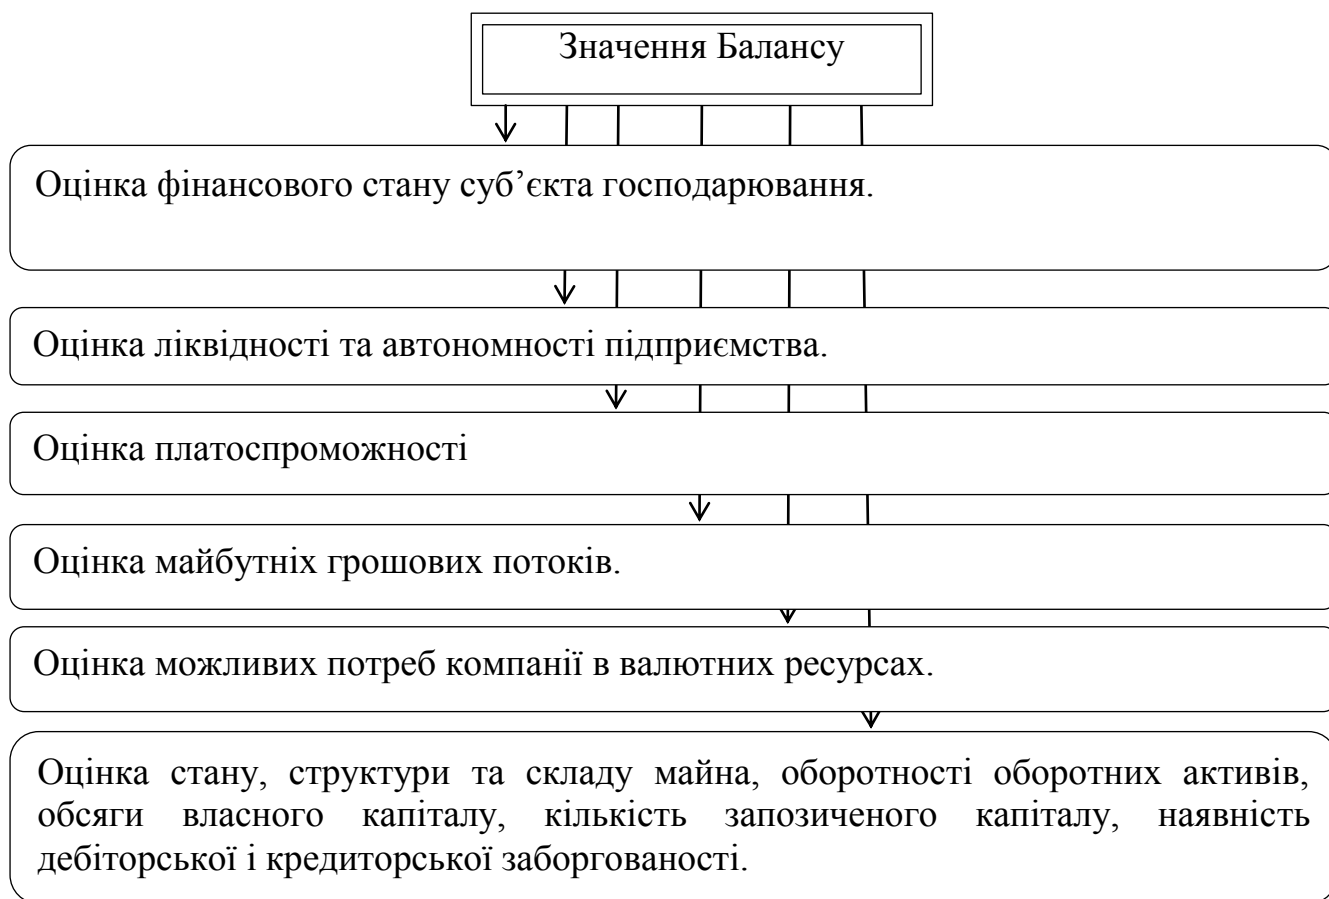 Значення Балансу
Оцінка фінансового стану суб’єкта господарювання.
Оцінка ліквідності та автономності підприємства.
Оцінка платоспроможності
Оцінка майбутніх грошових потоків.
Оцінка можливих потреб компанії в валютних ресурсах.
Оцінка стану, структури та складу майна, оборотності оборотних активів,
обсяги власного капіталу, кількість запозиченого капіталу, наявність
дебіторської і кредиторської заборгованості.